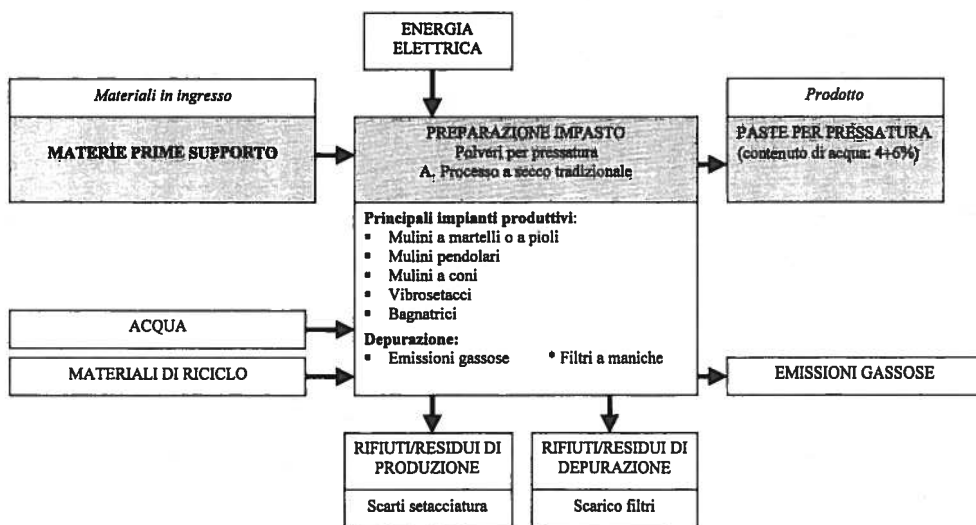 ENERGIA
ELETTRICA
Materiali in ingresso
MATERIE PRIME SUPPORTO
PREPARAZIONE IMPASTO
Polveri per pressatura
A, Processo a secco tradizionale
Prodotto
PASTE PER PRESSATURA
(contenuto di acqua: 4+6%)
Principali impianti produttivi:
▪ Mulini a martelli o a pioli
▪ Mulini pendolari
▪ Mulini a coni
▪ Vibrosetacci
▪ Bagnatrici
ACQUA
Depurazione:
▪ Emissioni gassose * Filtri a maniche
MATERIALI DI RICICLO
EMISSIONI GASSOSE
RIFIUTI/RESIDUI DI
PRODUZIONE
Scarti setacciatura
RIFIUTI/RESIDUI DI
DEPURAZIONE
Scarico filtri